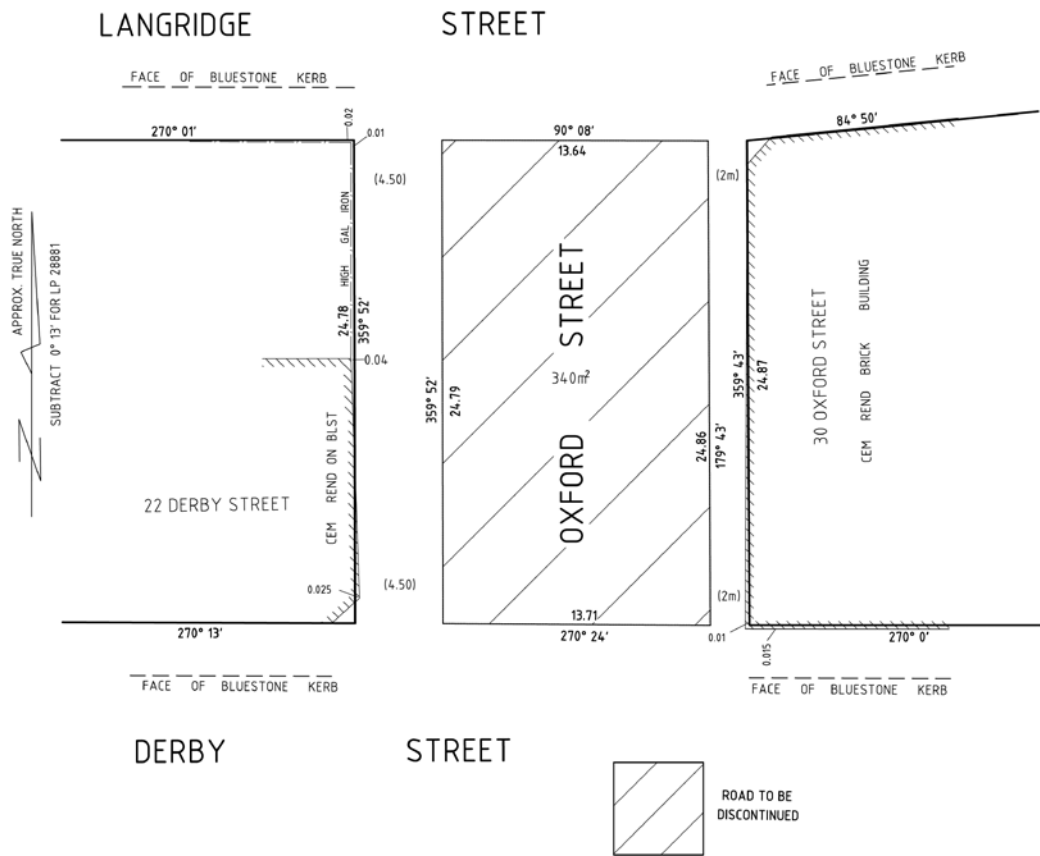 LANGRIDGE STREET
FACE OF BLUESTONE KERB
FACE OF BLUESTONE KERB
270° 01'
0.02
0.01
90° 08'
13.64
84° 50'
(4.50)
(2m)
APPROX. TRUE NORTH
SUBTRACT 0° 13' FOR LP 28881
HIGH GAL IRON
24.78
359° 52'
0.04
359° 52'
24.79
OXFORD STREET
340m²
24.86
179° 43'
359° 43'
24.87
30 OXFORD STREET
CEM REND BRICK BUILDING
22 DERBY STREET
CEM REND ON BLST
0.025
(4.50)
(2m)
270° 13'
13.71
270° 24'
0.01
0.015
270° 0'
FACE OF BLUESTONE KERB
FACE OF BLUESTONE KERB
DERBY STREET
ROAD TO BE
DISCONTINUED